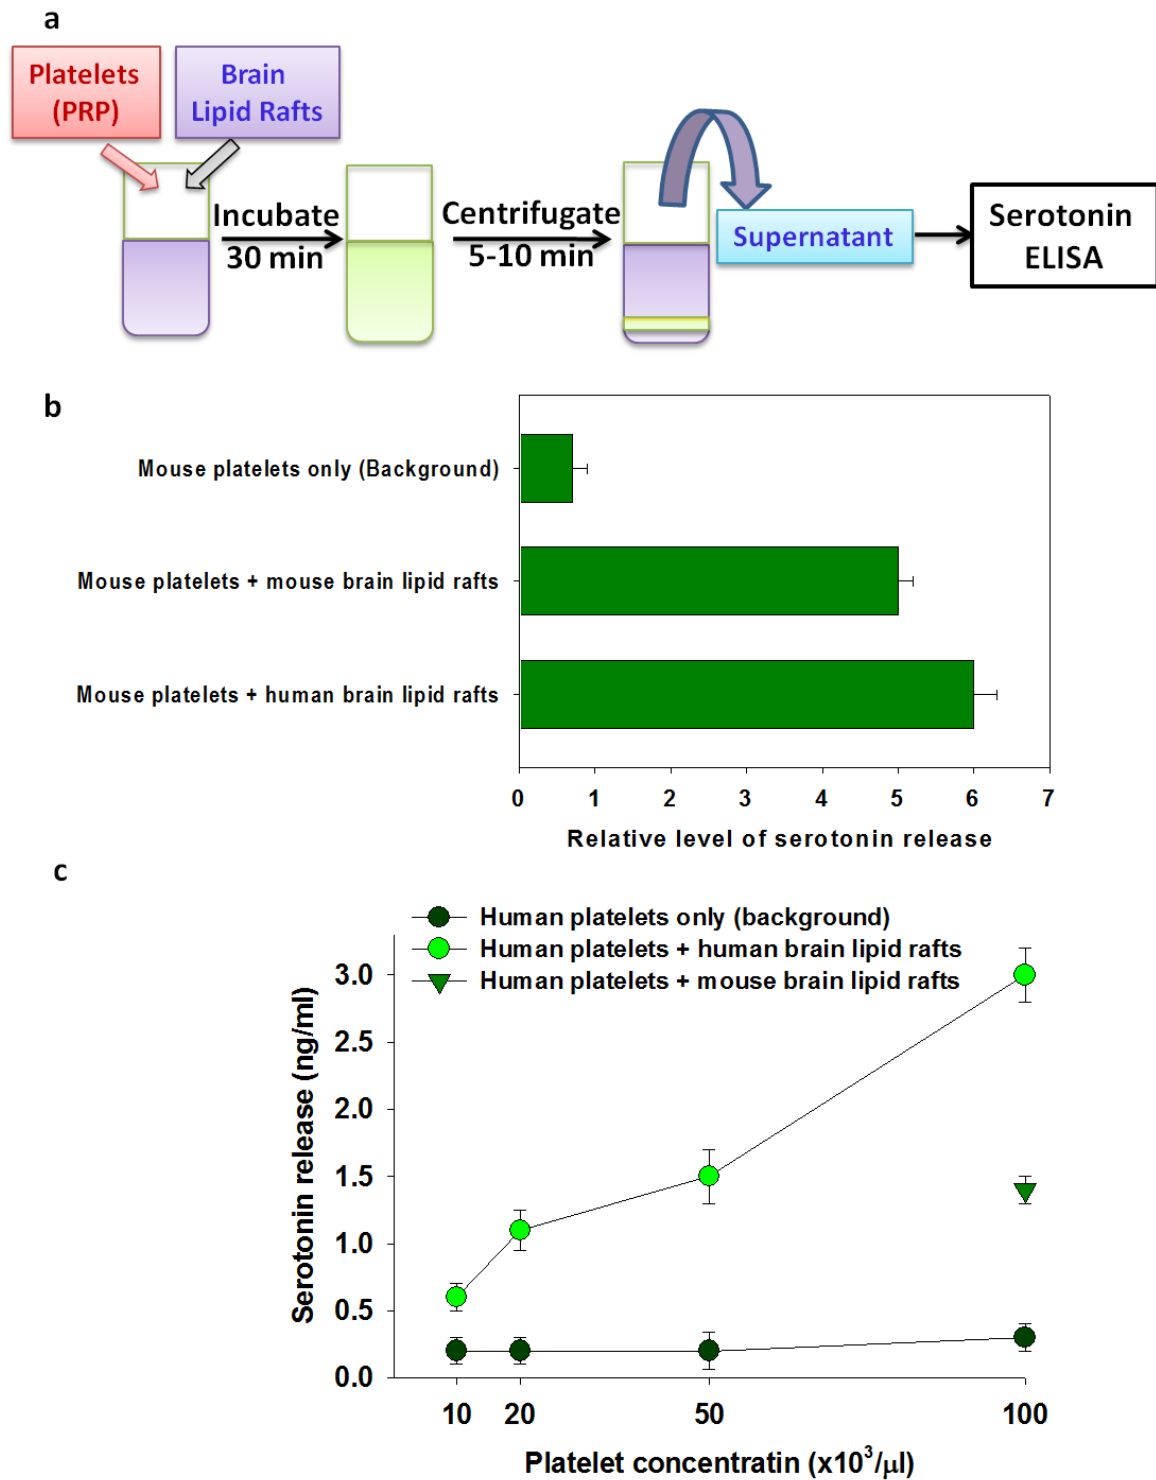 a
Platelets
(PRP)
Brain
Lipid Rafts
Incubate
30 min
Centrifugate
5-10 min
Supernatant
Serotonin
ELISA
b
Mouse platelets only (Background)
Mouse platelets + mouse brain lipid rafts
Mouse platelets + human brain lipid rafts
0 1 2 3 4 5 6 7
Relative level of serotonin release
c
Human platelets only (background)
Human platelets + human brain lipid rafts
Human platelets + mouse brain lipid rafts
Serotonin release (ng/ml)
3.0
2.5
2.0
1.5
1.0
0.5
0.0
10 20 50 100
Platelet concentratin (x10³/μl)